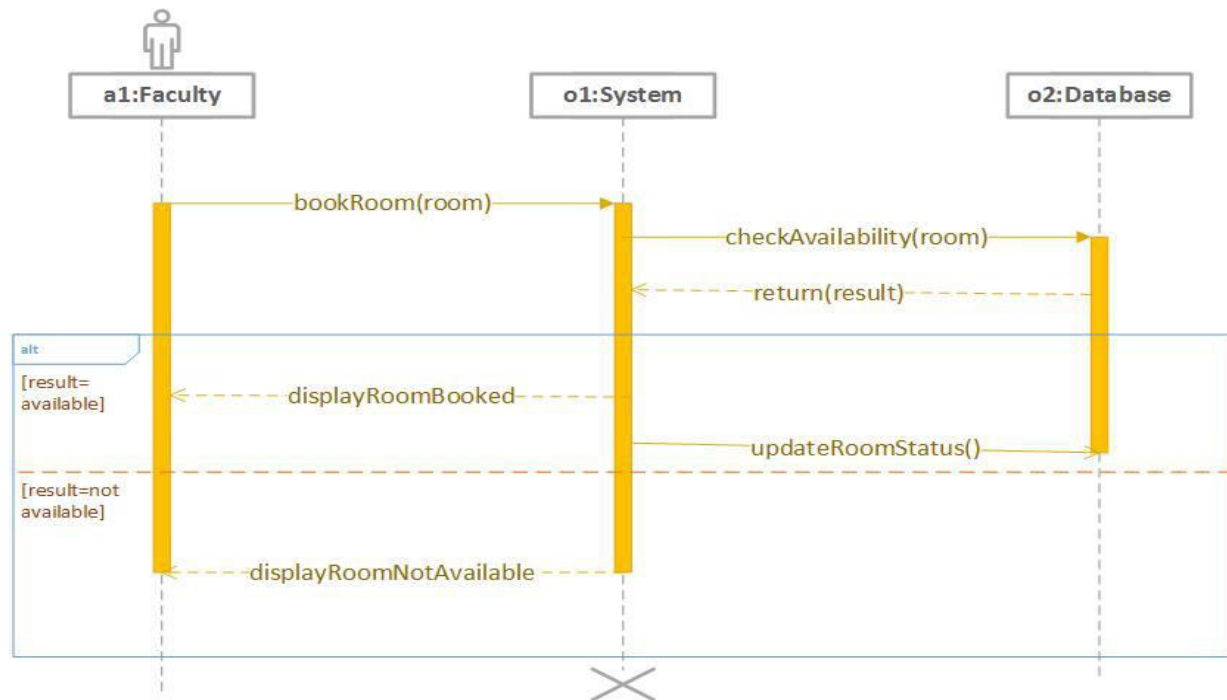 a1:Faculty
o1:System
o2:Database
bookRoom(room)
checkAvailability(room)
return(result)
alt
[result=
available]
displayRoomBooked
updateRoomStatus()
[result=not
available]
displayRoomNotAvailable